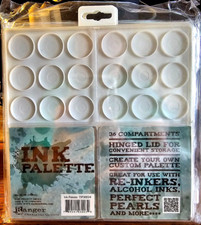 INK
PALETTE
Ranger
36 COMPARTMENTS
HINGED LID FOR
CONVENIENT STORAGE
CREATE YOUR OWN
CUSTOM PALETTE
GREAT FOR USE WITH
RE-INKERS,
ALCOHOL INKS,
PERFECT
PEARLS
AND MORE